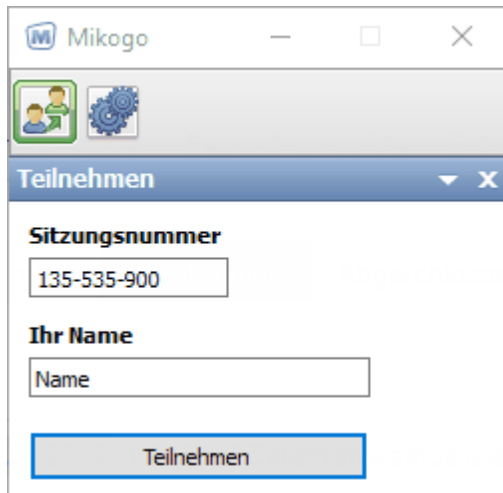 Mikogo
Teilnehmen
Sitzungsnummer
135-535-900
Ihr Name
Name
Teilnehmen